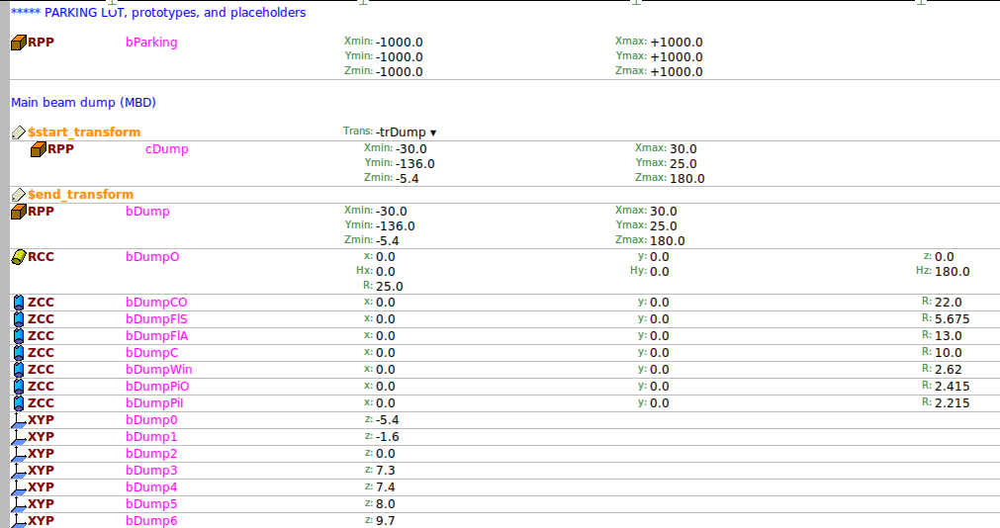 ***** PARKING LOT, prototypes, and placeholders
RPP bParking Xmin: -1000.0 Xmax: +1000.0
Ymin: -1000.0 Ymax: +1000.0
Zmin: -1000.0 Zmax: +1000.0
Main beam dump (MBD)
$start_transform Trans: -trDump ▼
RPP cDump Xmin: -30.0 Xmax: 30.0
Ymin: -136.0 Ymax: 25.0
Zmin: -5.4 Zmax: 180.0
$end_transform
RPP bDump Xmin: -30.0 Xmax: 30.0
Ymin: -136.0 Ymax: 25.0
Zmin: -5.4 Zmax: 180.0
RCC bDumpO x: 0.0 y: 0.0 z: 0.0
Hx: 0.0 Hy: 0.0 Hz: 180.0
R: 25.0
ZCC bDumpCO x: 0.0 y: 0.0 R: 22.0
ZCC bDumpFlS x: 0.0 y: 0.0 R: 5.675
ZCC bDumpFlA x: 0.0 y: 0.0 R: 13.0
ZCC bDumpC x: 0.0 y: 0.0 R: 10.0
ZCC bDumpWin x: 0.0 y: 0.0 R: 2.62
ZCC bDumpPiO x: 0.0 y: 0.0 R: 2.415
ZCC bDumpPiI x: 0.0 y: 0.0 R: 2.215
XYP bDump0 z: -5.4
XYP bDump1 z: -1.6
XYP bDump2 z: 0.0
XYP bDump3 z: 7.3
XYP bDump4 z: 7.4
XYP bDump5 z: 8.0
XYP bDump6 z: 9.7